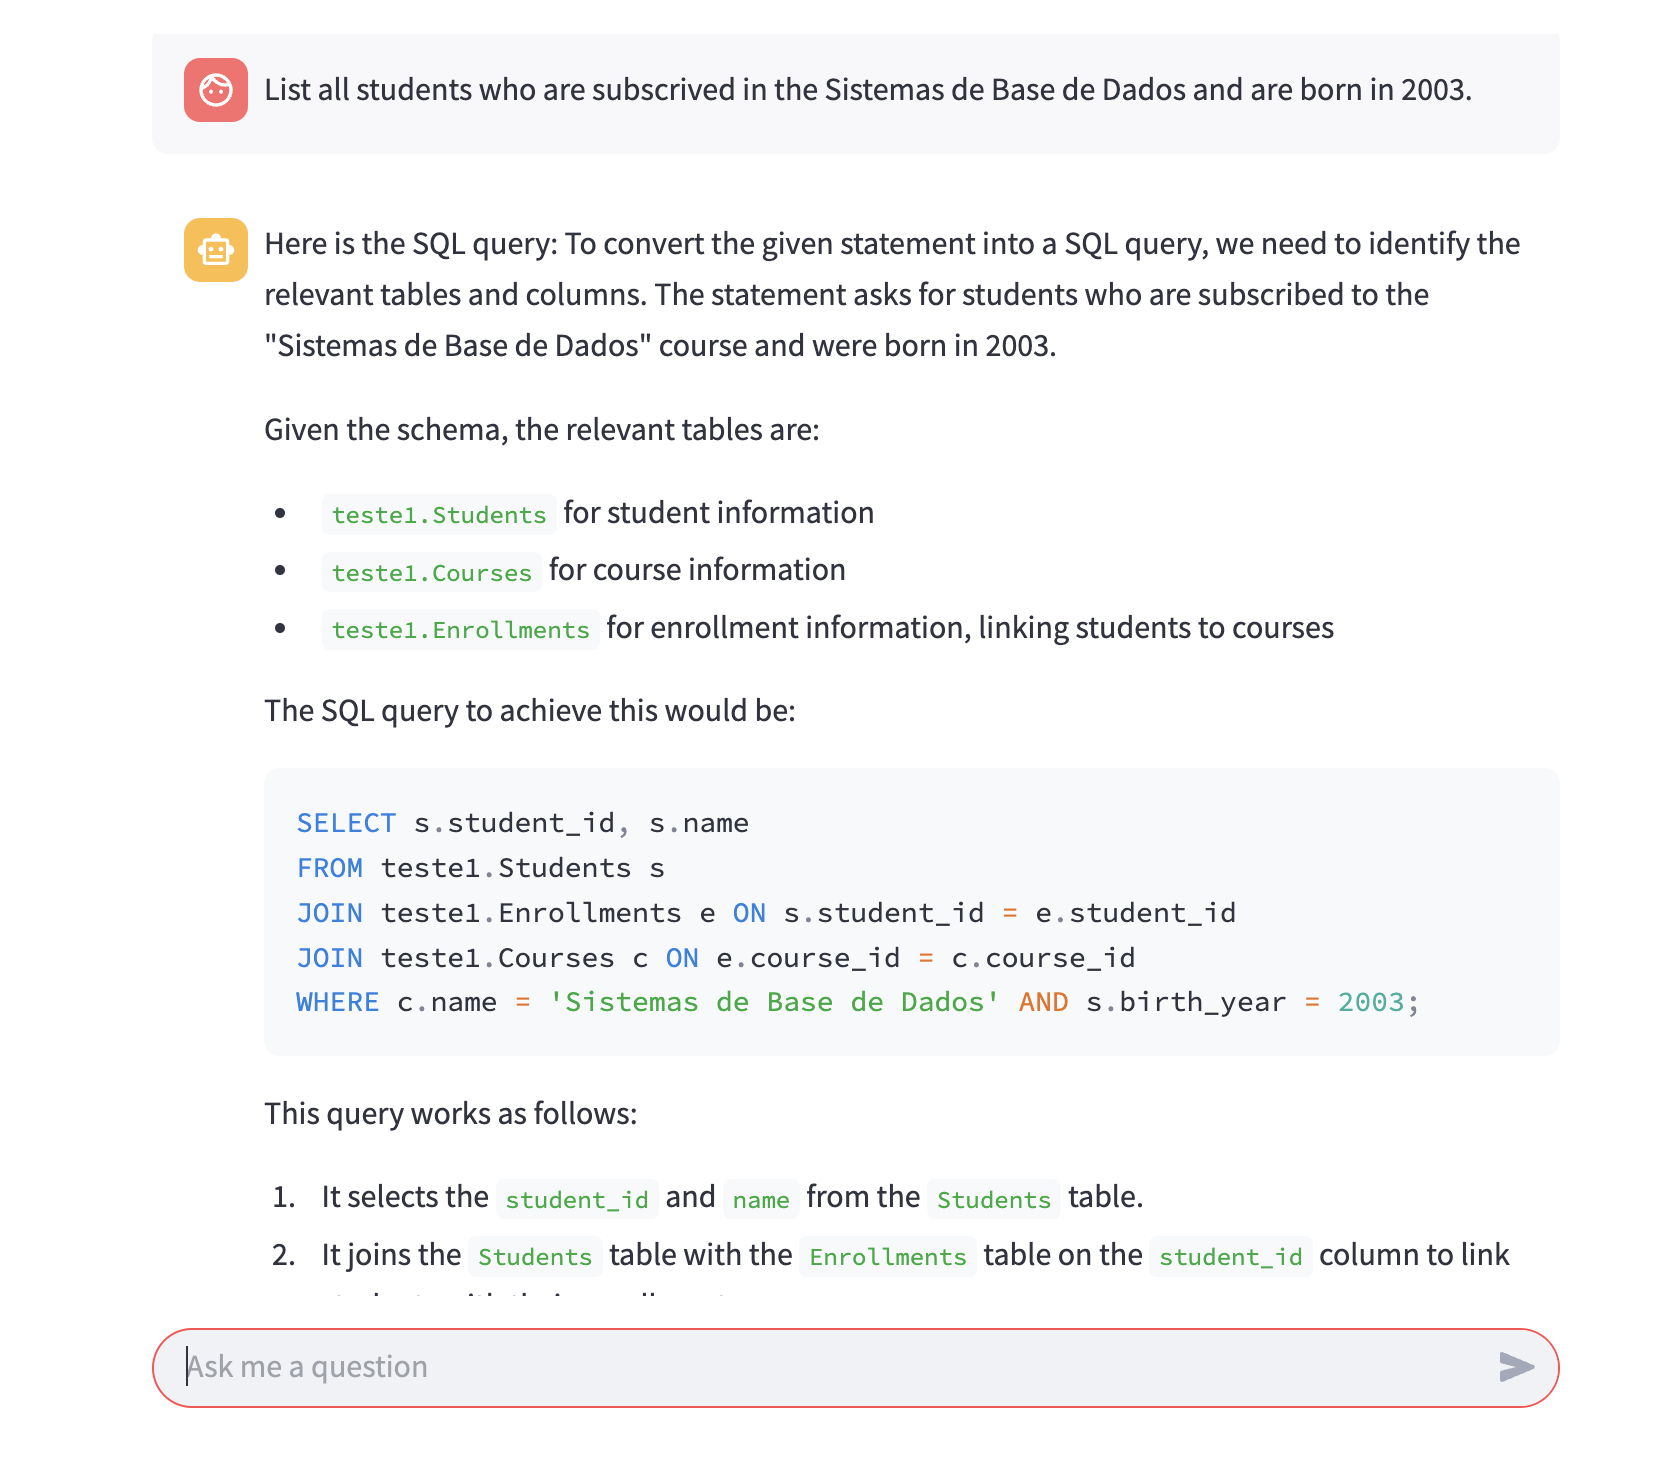 List all students who are subscrived in the Sistemas de Base de Dados and are born in 2003.
Here is the SQL query: To convert the given statement into a SQL query, we need to identify the
relevant tables and columns. The statement asks for students who are subscribed to the
"Sistemas de Base de Dados" course and were born in 2003.
Given the schema, the relevant tables are:
• teste1.Students for student information
• teste1.Courses for course information
• teste1.Enrollments for enrollment information, linking students to courses
The SQL query to achieve this would be:
SELECT s.student_id, s.name
FROM teste1.Students s
JOIN teste1.Enrollments e ON s.student_id = e.student_id
JOIN teste1.Courses c ON e.course_id = c.course_id
WHERE c.name = 'Sistemas de Base de Dados' AND s.birth_year = 2003;
This query works as follows:
1. It selects the student_id and name from the Students table.
2. It joins the Students table with the Enrollments table on the student_id column to link
Ask me a question